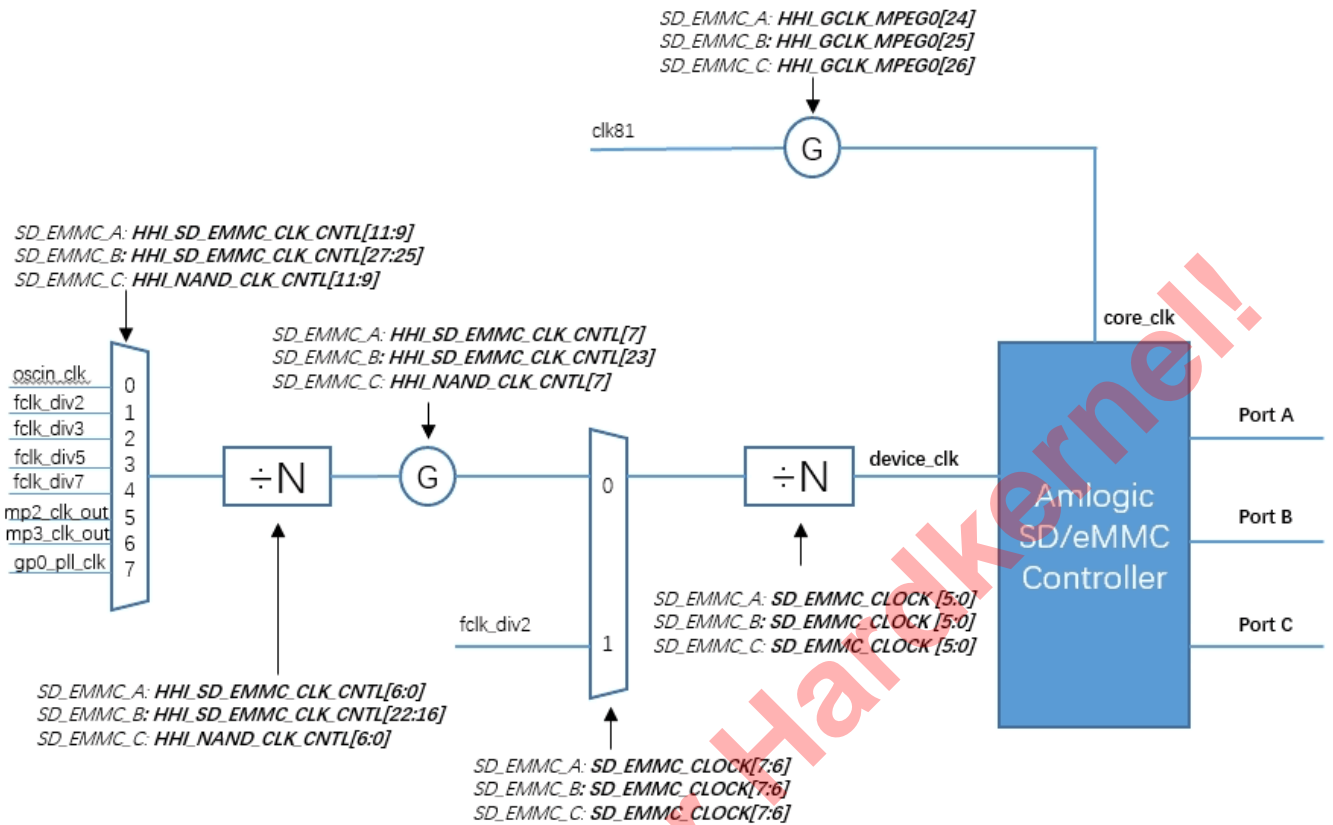 SD_EMMC_A: HHI_GCLK_MPEG0[24]
SD_EMMC_B: HHI_GCLK_MPEG0[25]
SD_EMMC_C: HHI_GCLK_MPEG0[26]
clk81
G
SD_EMMC_A: HHI_SD_EMMC_CLK_CNTL[11:9]
SD_EMMC_B: HHI_SD_EMMC_CLK_CNTL[27:25]
SD_EMMC_C: HHI_NAND_CLK_CNTL[11:9]
core_clk
SD_EMMC_A: HHI_SD_EMMC_CLK_CNTL[7]
SD_EMMC_B: HHI_SD_EMMC_CLK_CNTL[23]
SD_EMMC_C: HHI_NAND_CLK_CNTL[7]
oscin_clk 0
fclk_div2 1
fclk_div3 2
fclk_div5 3
fclk_div7 4
mp2_clk_out 5
mp3_clk_out 6
gp0_pll_clk 7
÷N
G
0
÷N
device_clk
Amlogic
SD/eMMC
Controller
Port A
Port B
Port C
fclk_div2
1
SD_EMMC_A: SD_EMMC_CLOCK [5:0]
SD_EMMC_B: SD_EMMC_CLOCK [5:0]
SD_EMMC_C: SD_EMMC_CLOCK [5:0]
SD_EMMC_A: HHI_SD_EMMC_CLK_CNTL[6:0]
SD_EMMC_B: HHI_SD_EMMC_CLK_CNTL[22:16]
SD_EMMC_C: HHI_NAND_CLK_CNTL[6:0]
SD_EMMC_A: SD_EMMC_CLOCK[7:6]
SD_EMMC_B: SD_EMMC_CLOCK[7:6]
SD_EMMC_C: SD_EMMC_CLOCK[7:6]
r Hardkernel!